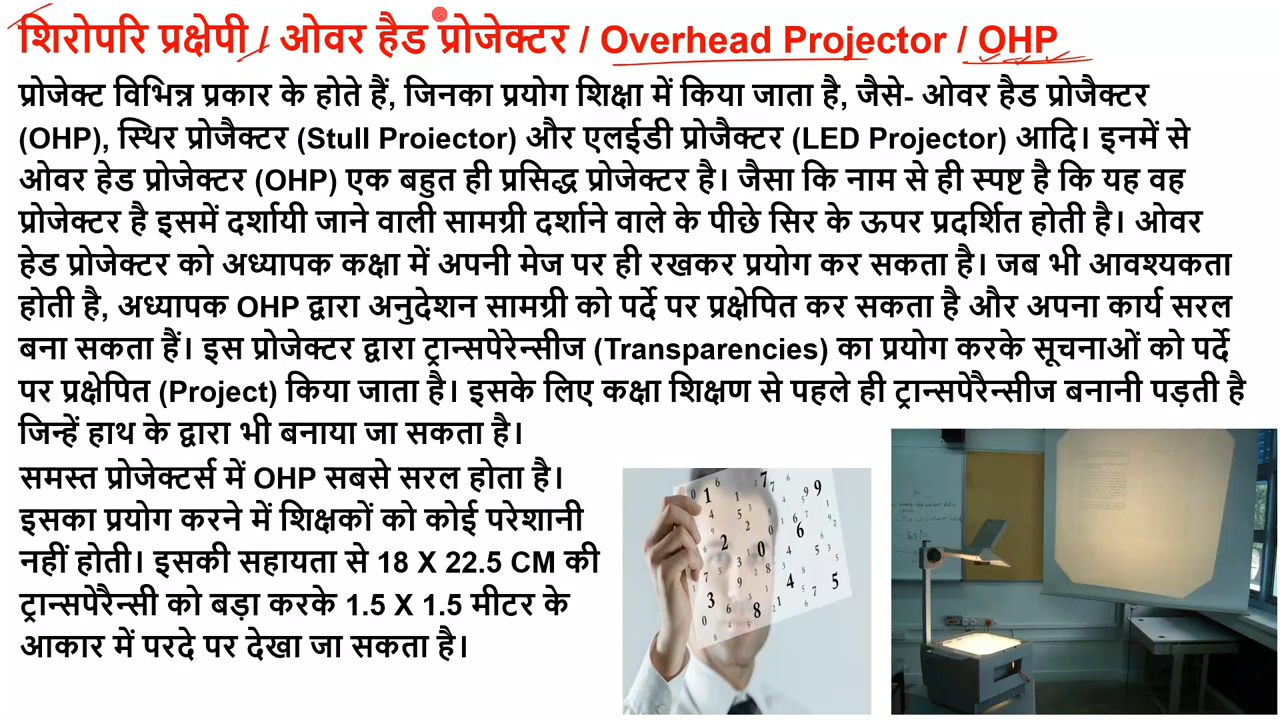 शिरोपरि प्रक्षेपी / ओवर हैड प्रोजेक्टर / Overhead Projector / OHP
प्रोजेक्ट विभिन्न प्रकार के होते हैं, जिनका प्रयोग शिक्षा में किया जाता है, जैसे- ओवर हैड प्रोजैक्टर
(OHP), स्थिर प्रोजैक्टर (Stull Proiector) और एलईडी प्रोजैक्टर (LED Projector) आदि। इनमें से
ओवर हेड प्रोजेक्टर (OHP) एक बहुत ही प्रसिद्ध प्रोजेक्टर है। जैसा कि नाम से ही स्पष्ट है कि यह वह
प्रोजेक्टर है इसमें दर्शायी जाने वाली सामग्री दर्शाने वाले के पीछे सिर के ऊपर प्रदर्शित होती है। ओवर
हेड प्रोजेक्टर को अध्यापक कक्षा में अपनी मेज पर ही रखकर प्रयोग कर सकता है। जब भी आवश्यकता
होती है, अध्यापक OHP द्वारा अनुदेशन सामग्री को पर्दे पर प्रक्षेपित कर सकता है और अपना कार्य सरल
बना सकता हैं। इस प्रोजेक्टर द्वारा ट्रान्सपेरेन्सीज (Transparencies) का प्रयोग करके सूचनाओं को पर्दे
पर प्रक्षेपित (Project) किया जाता है। इसके लिए कक्षा शिक्षण से पहले ही ट्रान्सपेरैन्सीज बनानी पड़ती है
जिन्हें हाथ के द्वारा भी बनाया जा सकता है।
समस्त प्रोजेक्टर्स में OHP सबसे सरल होता है।
इसका प्रयोग करने में शिक्षकों को कोई परेशानी
नहीं होती। इसकी सहायता से 18 X 22.5 CM की
ट्रान्सपेरैन्सी को बड़ा करके 1.5 X 1.5 मीटर के
आकार में परदे पर देखा जा सकता है।